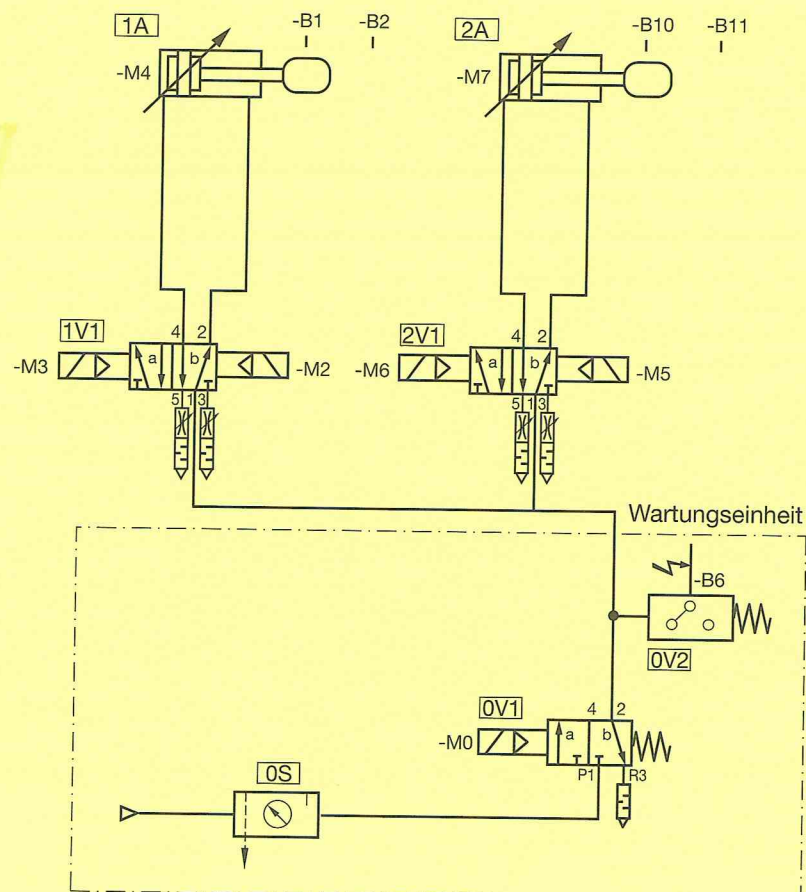 1A -B1 -B2 2A -B10 -B11
-M4 -M7
4 2 4 2
1V1 2V1
-M3 a b -M2 -M6 a b -M5
5 1 3 5 1 3
Wartungseinheit
-B6
0V2
0V1 4 2
-M0 a b
P1 R3
0S